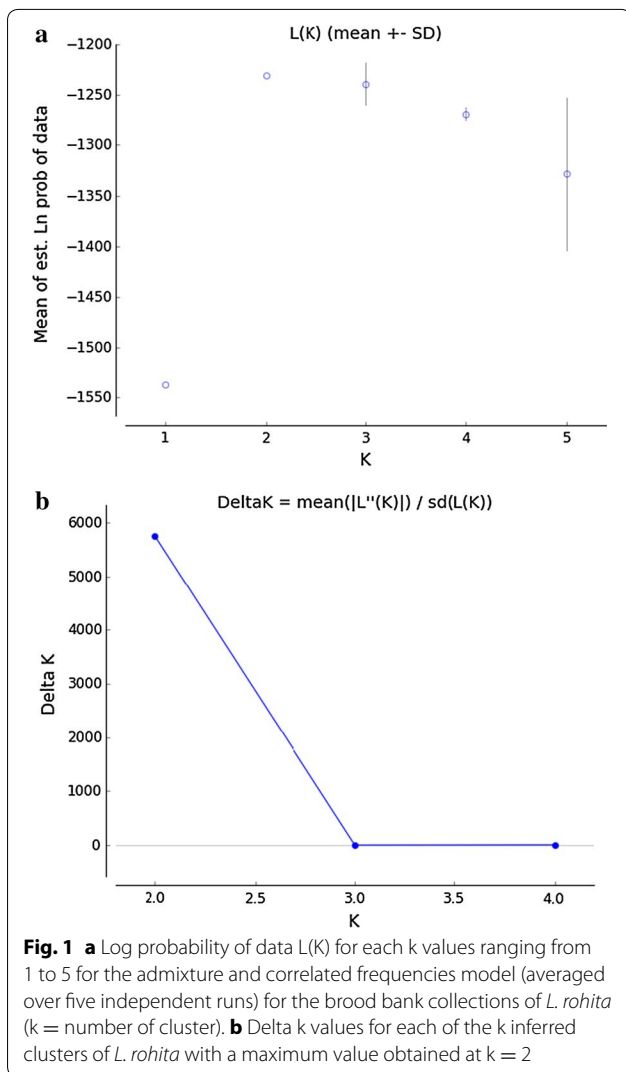 a
L(K) (mean +- SD)
−1200
−1250
−1300
−1350
−1400
−1450
−1500
−1550
Mean of est. Ln prob of data
1 2 3 4 5
K
b
DeltaK = mean(|L''(K)|) / sd(L(K))
6000
5000
4000
3000
2000
1000
0
Delta K
2.0 2.5 3.0 3.5 4.0
K
Fig. 1 a Log probability of data L(K) for each k values ranging from
1 to 5 for the admixture and correlated frequencies model (averaged
over five independent runs) for the brood bank collections of L. rohita
(k = number of cluster). b Delta k values for each of the k inferred
clusters of L. rohita with a maximum value obtained at k = 2